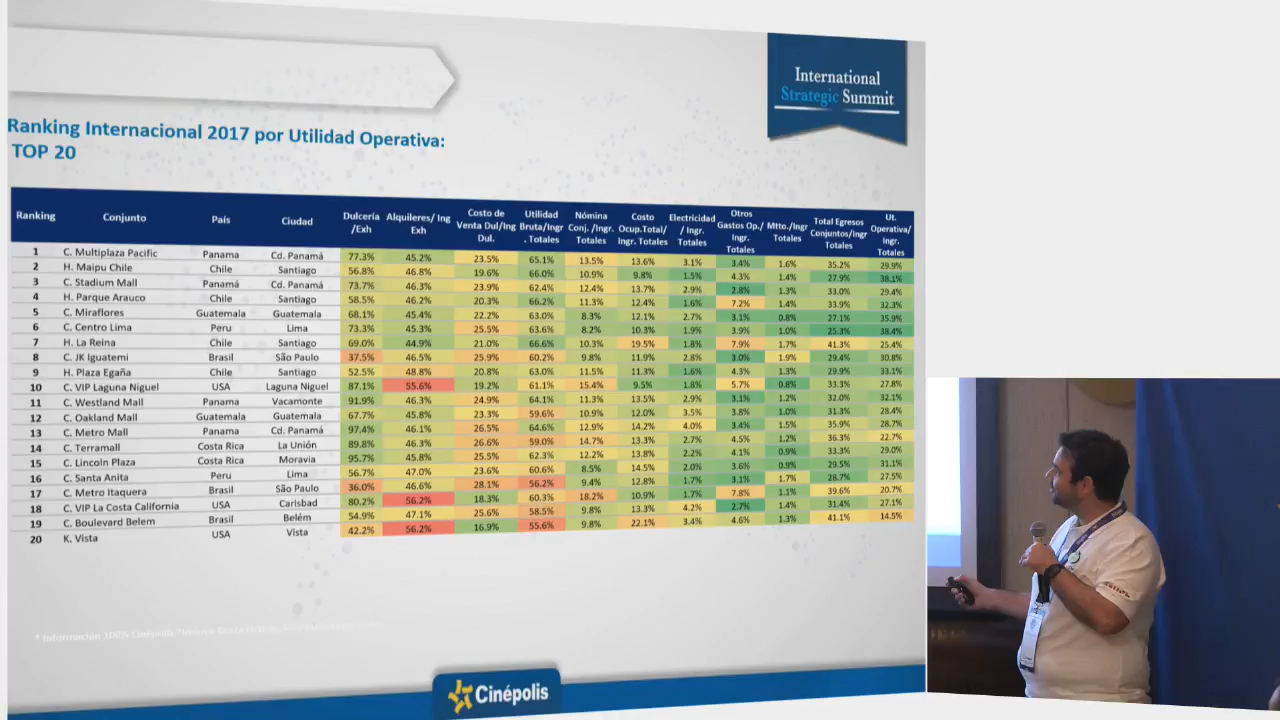 International
Strategic Summit
Ranking Internacional 2017 por Utilidad Operativa:
TOP 20
Ranking Conjunto País Ciudad Dulcería /Exh Alquileres/ Ing Exh Costo de Venta Dul/Ing Dul. Utilidad Bruta/Ingr . Totales Nómina Conj. /Ingr. Totales Costo Ocup.Total/ Ingr. Totales Electricidad / Ingr. Totales Otros Gastos Op./ Ingr. Totales Mtto./Ingr Totales Total Egresos Conjuntos/Ingr Totales Ut. Operativa/ Ingr. Totales
1 C. Multiplaza Pacific Panama Cd. Panamá 77.3% 45.2% 23.5% 65.1% 13.5% 13.6% 3.1% 3.4% 1.6% 35.2% 29.9%
2 H. Maipu Chile Chile Santiago 56.8% 46.8% 19.6% 66.0% 10.9% 9.8% 1.5% 4.3% 1.4% 27.9% 38.1%
3 C. Stadium Mall Panamá Cd. Panamá 73.7% 46.3% 23.9% 62.4% 12.4% 13.7% 2.9% 2.8% 1.3% 33.0% 29.4%
4 H. Parque Arauco Chile Santiago 58.5% 46.2% 20.3% 66.2% 11.3% 12.4% 1.6% 7.2% 1.4% 33.9% 32.3%
5 C. Miraflores Guatemala Guatemala 68.1% 45.4% 22.2% 63.0% 8.3% 12.1% 2.7% 3.1% 0.8% 27.1% 35.9%
6 C. Centro Lima Peru Lima 73.3% 45.3% 25.5% 63.6% 8.2% 10.3% 1.9% 3.9% 1.0% 25.3% 38.4%
7 H. La Reina Chile Santiago 69.0% 44.9% 21.0% 66.6% 10.3% 19.5% 1.8% 7.9% 1.7% 41.3% 25.4%
8 C. JK Iguatemi Brasil São Paulo 37.5% 46.5% 25.9% 60.2% 9.8% 11.9% 2.8% 3.0% 1.9% 29.4% 30.8%
9 H. Plaza Egaña Chile Santiago 52.5% 48.8% 20.8% 63.0% 11.5% 11.3% 1.6% 4.3% 1.3% 29.9% 33.1%
10 C. VIP Laguna Niguel USA Laguna Niguel 87.1% 55.6% 19.2% 61.1% 15.4% 9.5% 1.8% 5.7% 0.8% 33.3% 27.8%
11 C. Westland Mall Panama Vacamonte 91.9% 46.3% 24.9% 64.1% 11.3% 13.5% 2.9% 3.1% 1.2% 32.0% 32.1%
12 C. Oakland Mall Guatemala Guatemala 67.7% 45.8% 23.3% 59.6% 10.9% 12.0% 3.5% 3.8% 1.0% 31.3% 28.4%
13 C. Metro Mall Panama Cd. Panamá 97.4% 46.1% 26.5% 64.6% 12.9% 14.2% 4.0% 3.4% 1.5% 35.9% 28.7%
14 C. Terramall Costa Rica La Unión 89.8% 46.3% 26.6% 59.0% 14.7% 13.3% 2.7% 4.5% 1.2% 36.3% 22.7%
15 C. Lincoln Plaza Costa Rica Moravia 95.7% 45.8% 25.5% 62.3% 12.2% 13.8% 2.2% 4.1% 0.9% 33.3% 29.0%
16 C. Santa Anita Peru Lima 56.7% 47.0% 23.6% 60.6% 8.5% 14.5% 2.0% 3.6% 0.9% 29.5% 31.1%
17 C. Metro Itaquera Brasil São Paulo 36.0% 46.6% 28.1% 56.2% 9.4% 12.8% 1.7% 3.1% 1.7% 28.7% 27.5%
18 C. VIP La Costa California USA Carlsbad 80.2% 56.2% 18.3% 60.3% 18.2% 10.9% 1.7% 7.8% 1.1% 39.6% 20.7%
19 C. Boulevard Belem Brasil Belém 54.9% 47.1% 25.6% 58.5% 9.8% 13.3% 4.2% 2.7% 1.4% 31.4% 27.1%
20 K. Vista USA Vista 42.2% 56.2% 16.9% 55.6% 9.8% 22.1% 3.4% 4.6% 1.3% 41.1% 14.5%
* Información 100% Cinépolis
Cinépolis